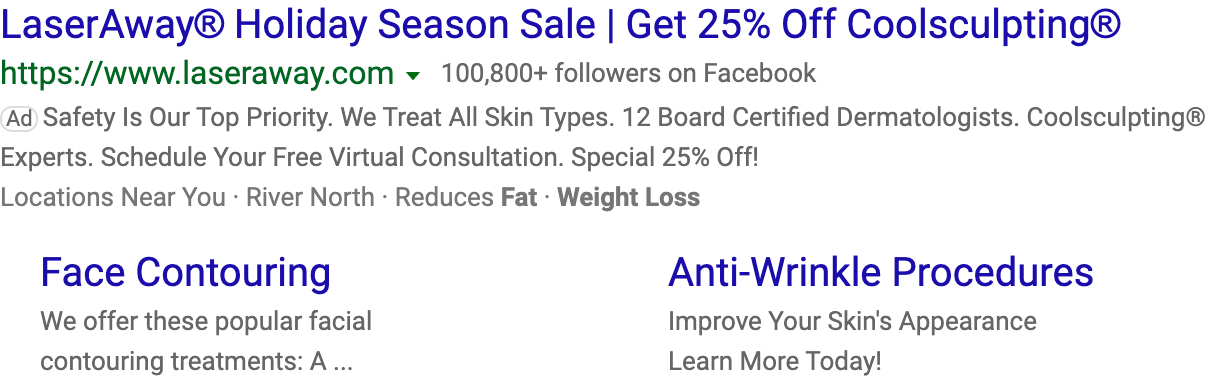 LaserAway® Holiday Season Sale | Get 25% Off Coolsculpting®
https://www.laseraway.com 100,800+ followers on Facebook
Ad Safety Is Our Top Priority. We Treat All Skin Types. 12 Board Certified Dermatologists. Coolsculpting®
Experts. Schedule Your Free Virtual Consultation. Special 25% Off!
Locations Near You · River North · Reduces Fat · Weight Loss
Face Contouring
We offer these popular facial
contouring treatments: A ...
Anti-Wrinkle Procedures
Improve Your Skin's Appearance
Learn More Today!